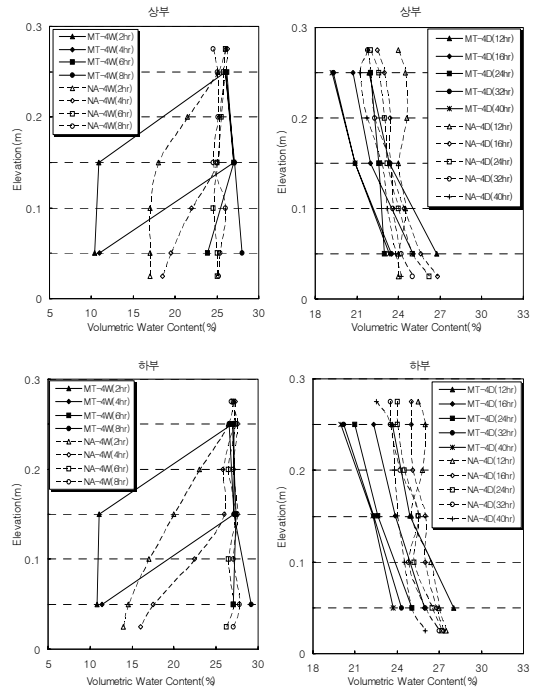 상부
0.3
0.2
0.1
0
Elevation(m)
MT-4W(2hr)
MT-4W(4hr)
MT-4W(6hr)
MT-4W(8hr)
NA-4W(2hr)
NA-4W(4hr)
NA-4W(6hr)
NA-4W(8hr)
5 10 15 20 25 30
Volumetric Water Content(%)
상부
0.3
0.2
0.1
0
Elevation(m)
MT-4D(12hr)
MT-4D(16hr)
MT-4D(24hr)
MT-4D(32hr)
MT-4D(40hr)
NA-4D(12hr)
NA-4D(16hr)
NA-4D(24hr)
NA-4D(32hr)
NA-4D(40hr)
18 21 24 27 30 33
Volumetric Water Content(%)
하부
0.3
0.2
0.1
0
Elevation(m)
MT-4W(2hr)
MT-4W(4hr)
MT-4W(6hr)
MT-4W(8hr)
NA-4W(2hr)
NA-4W(4hr)
NA-4W(6hr)
NA-4W(8hr)
5 10 15 20 25 30
Volumetric Water Content(%)
하부
0.3
0.2
0.1
0
Elevation(m)
MT-4D(12hr)
MT-4D(16hr)
MT-4D(24hr)
MT-4D(32hr)
MT-4D(40hr)
NA-4D(12hr)
NA-4D(16hr)
NA-4D(24hr)
NA-4D(32hr)
NA-4D(40hr)
18 21 24 27 30 33
Volumetric Water Content(%)